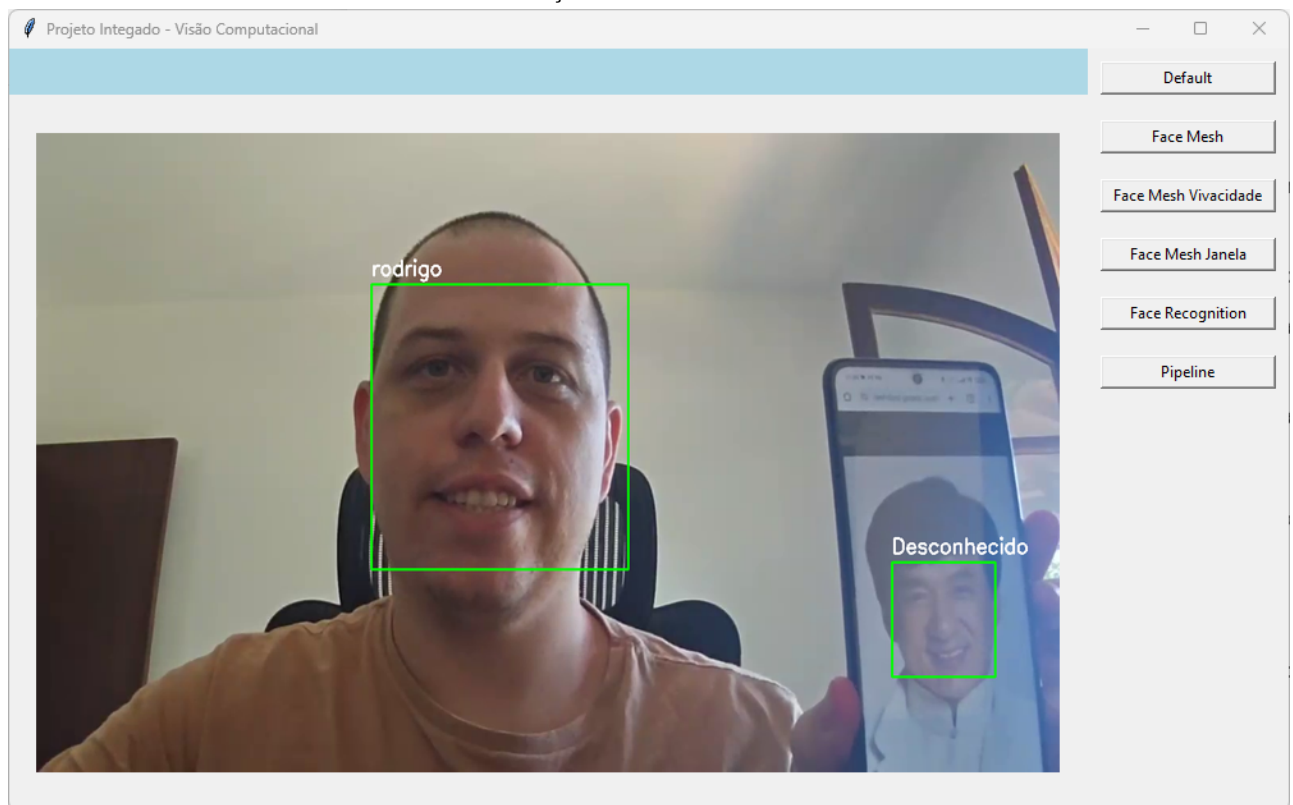 Projeto Integado - Visão Computacional
Default
Face Mesh
Face Mesh Vivacidade
Face Mesh Janela
Face Recognition
Pipeline
rodrigo
Desconhecido